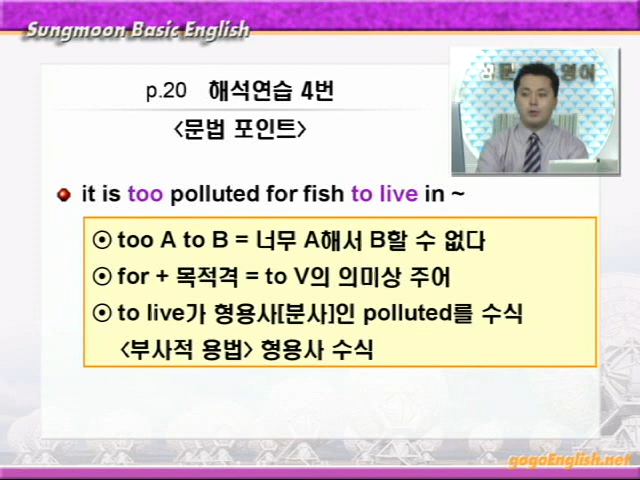 Sungmoon Basic English
p.20 해석연습 4번
<문법 포인트>
it is too polluted for fish to live in ~
too A to B = 너무 A해서 B할 수 없다
for + 목적격 = to V의 의미상 주어
to live가 형용사[분사]인 polluted를 수식
<부사적 용법> 형용사 수식
gogoEnglish.net